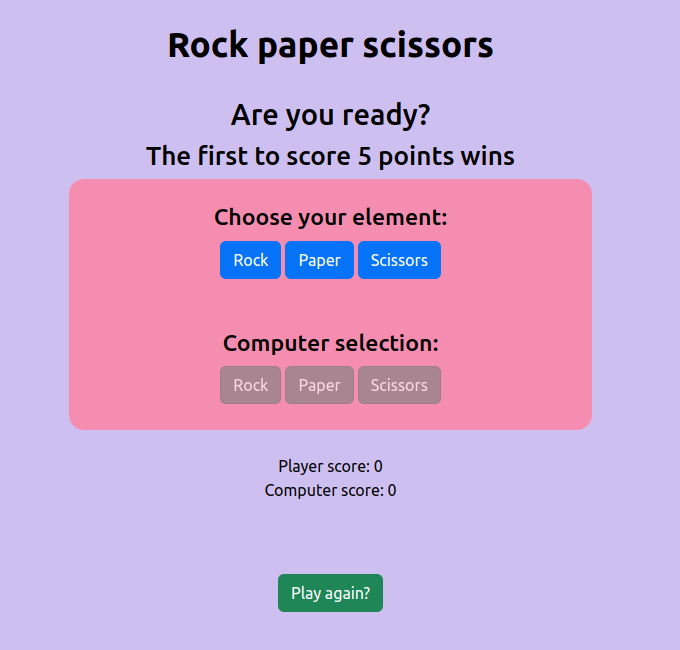 Rock paper scissors
Are you ready?
The first to score 5 points wins
Choose your element:
Rock Paper Scissors
Computer selection:
Rock Paper Scissors
Player score: 0
Computer score: 0
Play again?